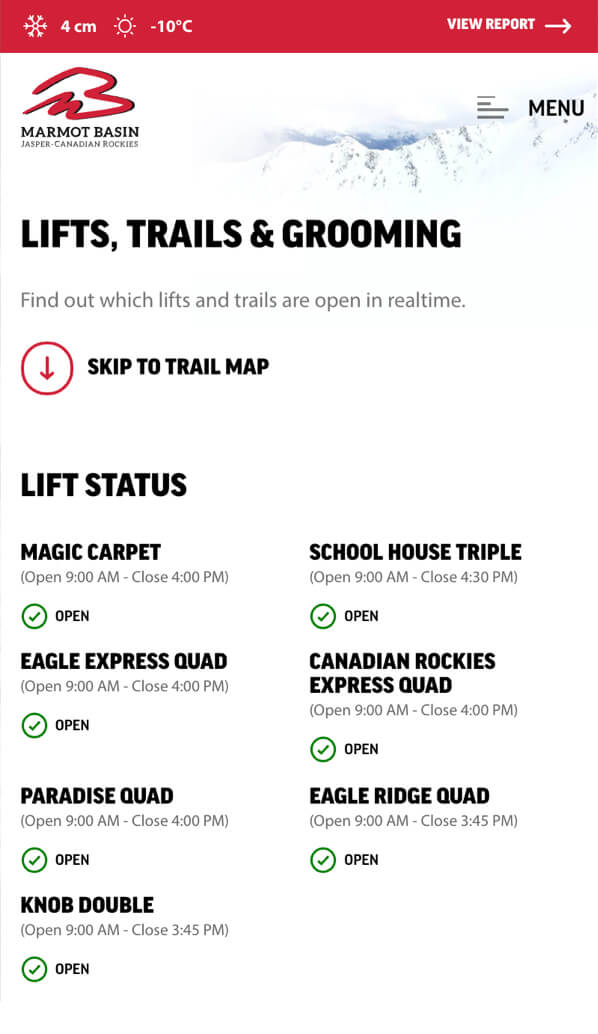 4 cm -10°C VIEW REPORT
MARMOT BASIN
JASPER-CANADIAN ROCKIES
MENU
LIFTS, TRAILS & GROOMING
Find out which lifts and trails are open in realtime.
SKIP TO TRAIL MAP
LIFT STATUS
MAGIC CARPET
(Open 9:00 AM - Close 4:00 PM)
OPEN
SCHOOL HOUSE TRIPLE
(Open 9:00 AM - Close 4:30 PM)
OPEN
EAGLE EXPRESS QUAD
(Open 9:00 AM - Close 4:00 PM)
OPEN
CANADIAN ROCKIES
EXPRESS QUAD
(Open 9:00 AM - Close 4:00 PM)
OPEN
PARADISE QUAD
(Open 9:00 AM - Close 4:00 PM)
OPEN
EAGLE RIDGE QUAD
(Open 9:00 AM - Close 3:45 PM)
OPEN
KNOB DOUBLE
(Open 9:00 AM - Close 3:45 PM)
OPEN